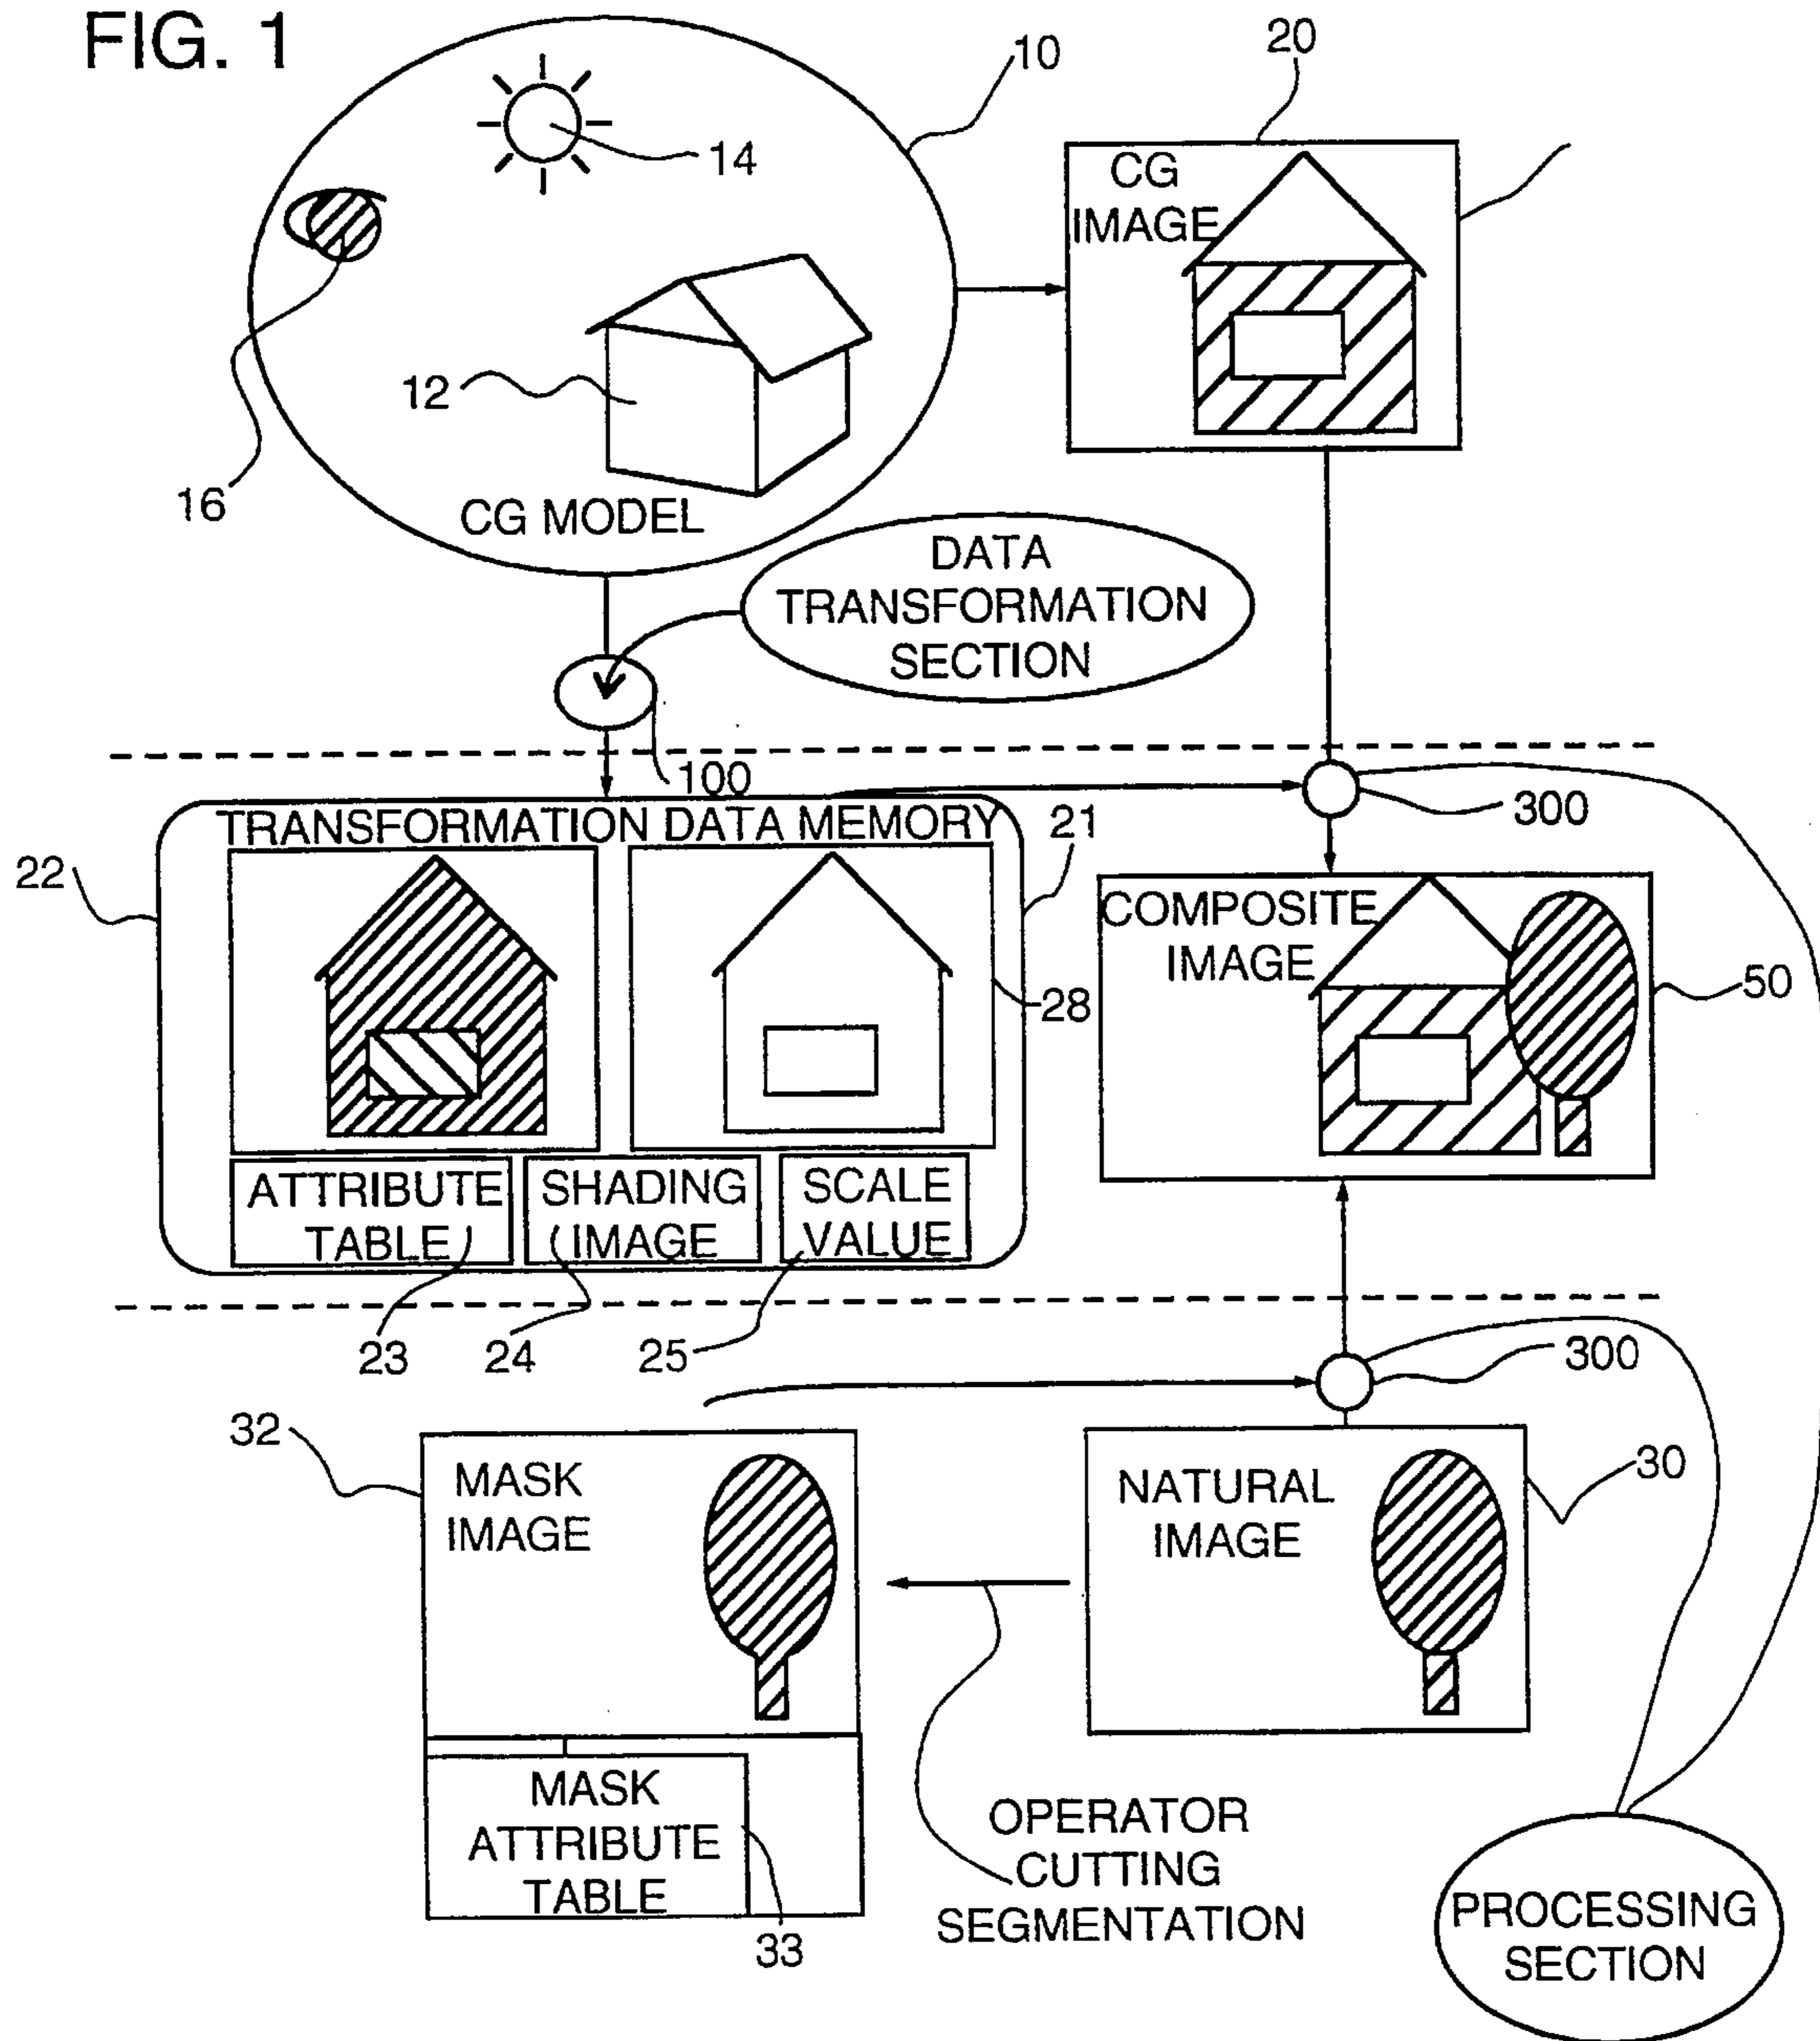 FIG. 1
10
20
14
CG
IMAGE
12
16
CG MODEL
DATA
TRANSFORMATION
SECTION
100
TRANSFORMATION DATA MEMORY
21
300
22
COMPOSITE
IMAGE
28
50
ATTRIBUTE
TABLE
SHADING
IMAGE
SCALE
VALUE
23
24
25
300
32
MASK
IMAGE
NATURAL
IMAGE
30
MASK
ATTRIBUTE
TABLE
33
OPERATOR
CUTTING
SEGMENTATION
PROCESSING
SECTION